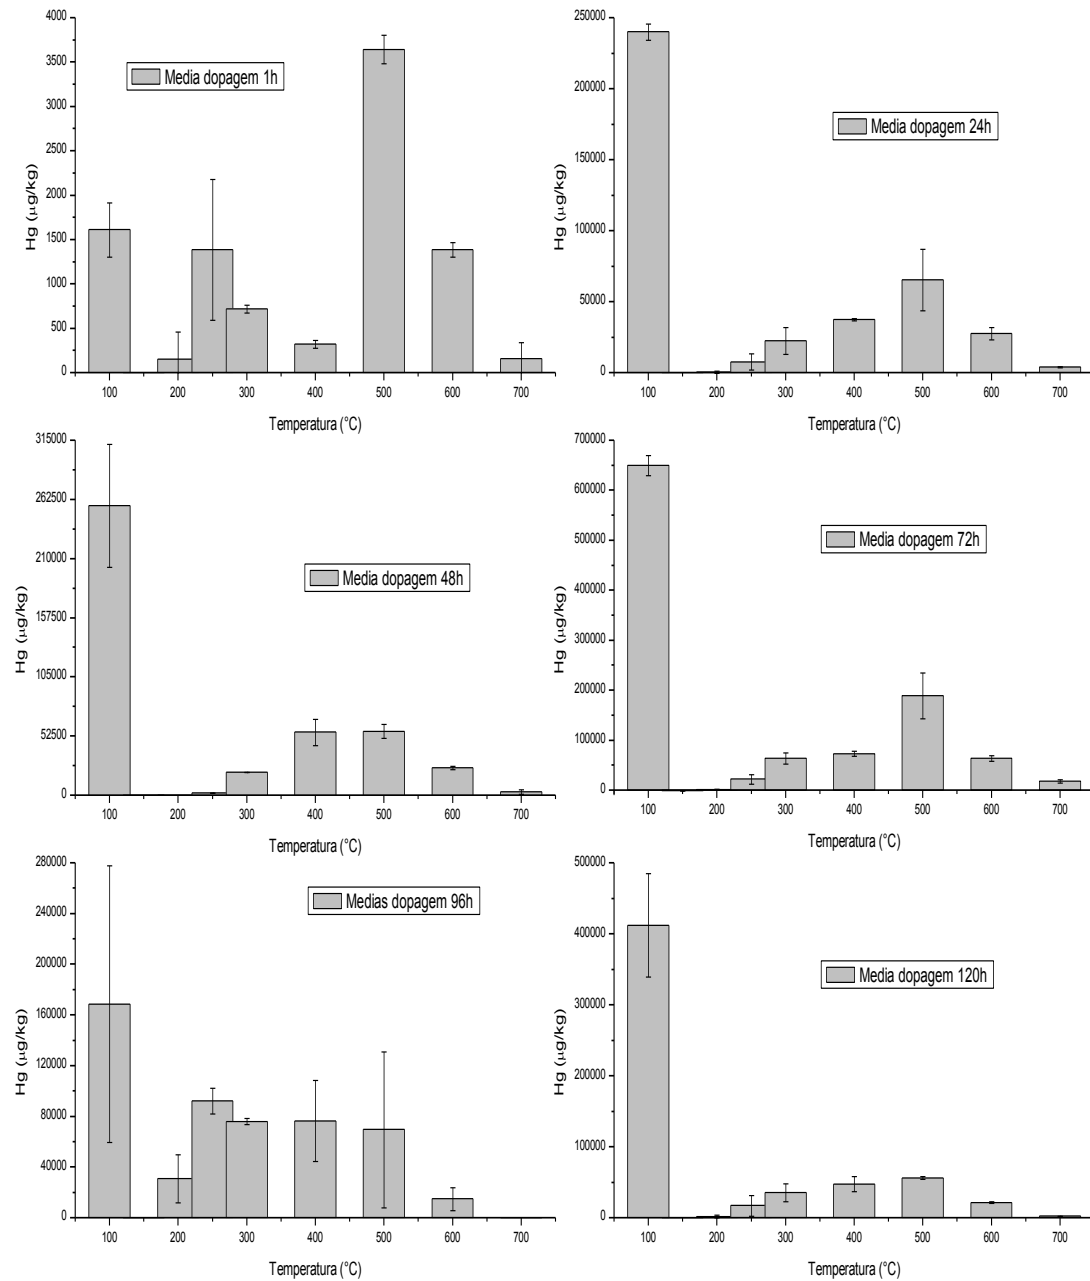 4000
3500
3000
2500
2000
1500
1000
500
0
Hg (µg/kg)
Media dopagem 1h
100 200 300 400 500 600 700
Temperatura (°C)
250000
200000
150000
100000
50000
0
Hg (µg/kg)
Media dopagem 24h
100 200 300 400 500 600 700
Temperatura (°C)
315000
262500
210000
157500
105000
52500
0
Hg (µg/kg)
Media dopagem 48h
100 200 300 400 500 600 700
Temperatura (°C)
700000
600000
500000
400000
300000
200000
100000
0
Hg (µg/kg)
Media dopagem 72h
100 200 300 400 500 600 700
Temperatura (°C)
280000
240000
200000
160000
120000
80000
40000
0
Hg (µg/kg)
Medias dopagem 96h
100 200 300 400 500 600 700
Temperatura (°C)
500000
400000
300000
200000
100000
0
Hg (µg/kg)
Media dopagem 120h
100 200 300 400 500 600 700
Temperatura (°C)